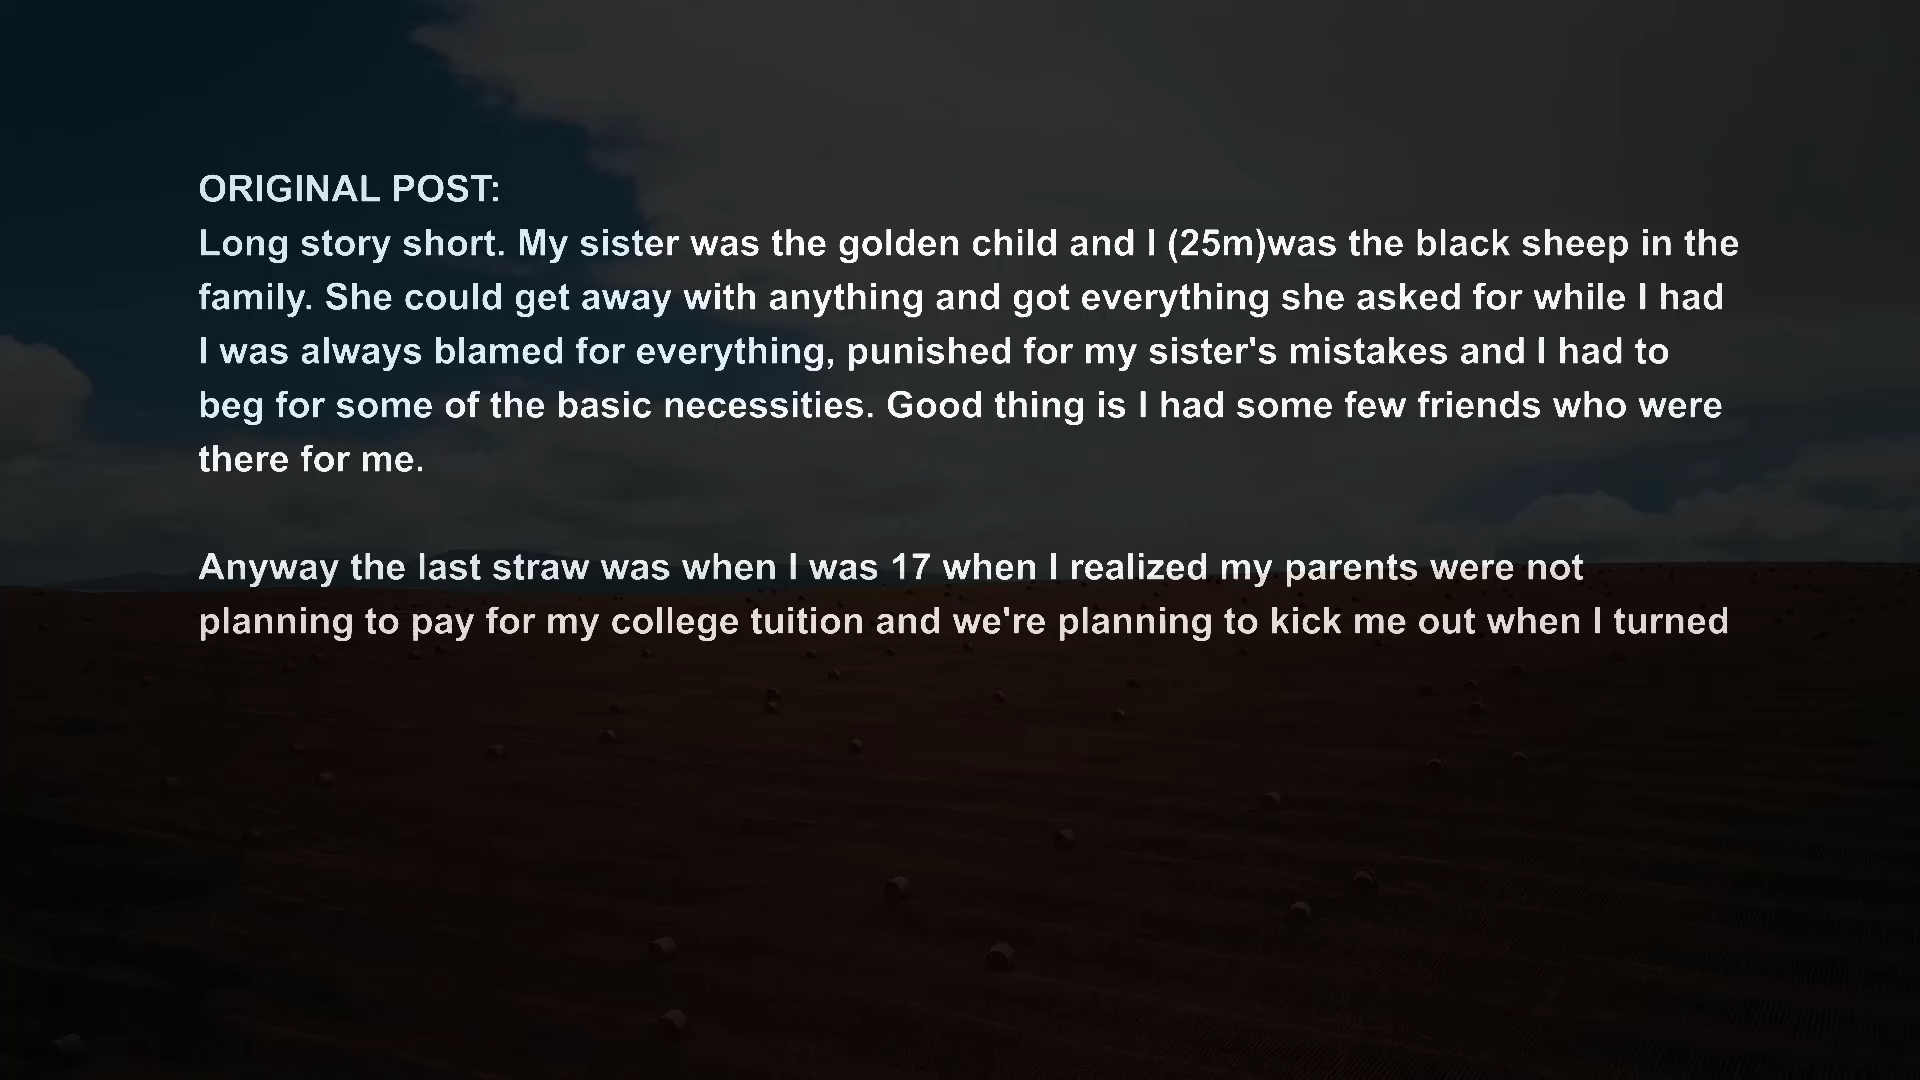 ORIGINAL POST:
Long story short. My sister was the golden child and I (25m)was the black sheep in the
family. She could get away with anything and got everything she asked for while I had
I was always blamed for everything, punished for my sister's mistakes and I had to
beg for some of the basic necessities. Good thing is I had some few friends who were
there for me.
Anyway the last straw was when I was 17 when I realized my parents were not
planning to pay for my college tuition and we're planning to kick me out when I turned